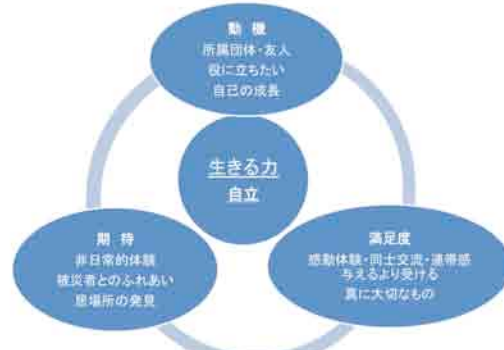 動 機
所属団体・友人
役に立ちたい
自己の成長
生きる力
自立
期 待
非日常的体験
被災者とのふれあい
居場所の発見
満足度
感動体験・同士交流・連帯感
与えるより受ける
真に大切なもの